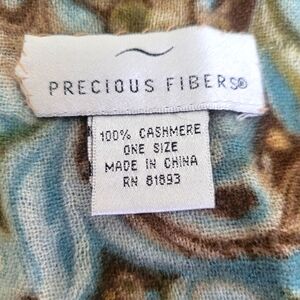 PRECIOUS FIBERS®
100% CASHMERE
ONE SIZE
MADE IN CHINA
RN 81893